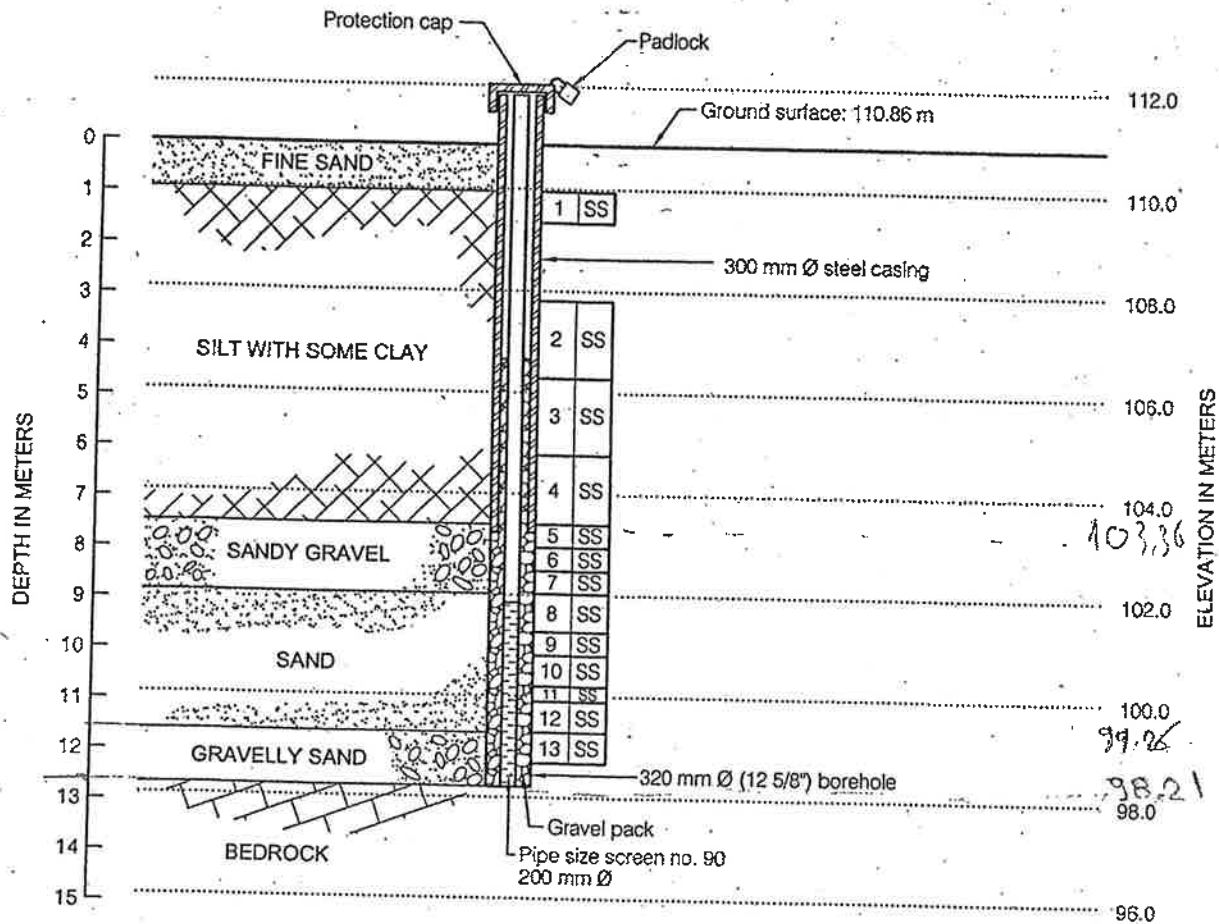 Protection cap
Padlock
112.0
Ground surface: 110.86 m
0
FINE SAND
1
110.0
1 SS
2
300 mm Ø steel casing
3
108.0
2 SS
4
SILT WITH SOME CLAY
5
106.0
3 SS
6
4 SS
7
104.0
5 SS
103,36
8
SANDY GRAVEL
6 SS
7 SS
9
102.0
8 SS
9 SS
10
SAND
10 SS
11
11 SS
100.0
12 SS
12
GRAVELLY SAND
13 SS
320 mm Ø (12 5/8") borehole
98.21
13
98.0
Gravel pack
14
BEDROCK
Pipe size screen no. 90
200 mm Ø
15
96.0
DEPTH IN METERS
ELEVATION IN METERS